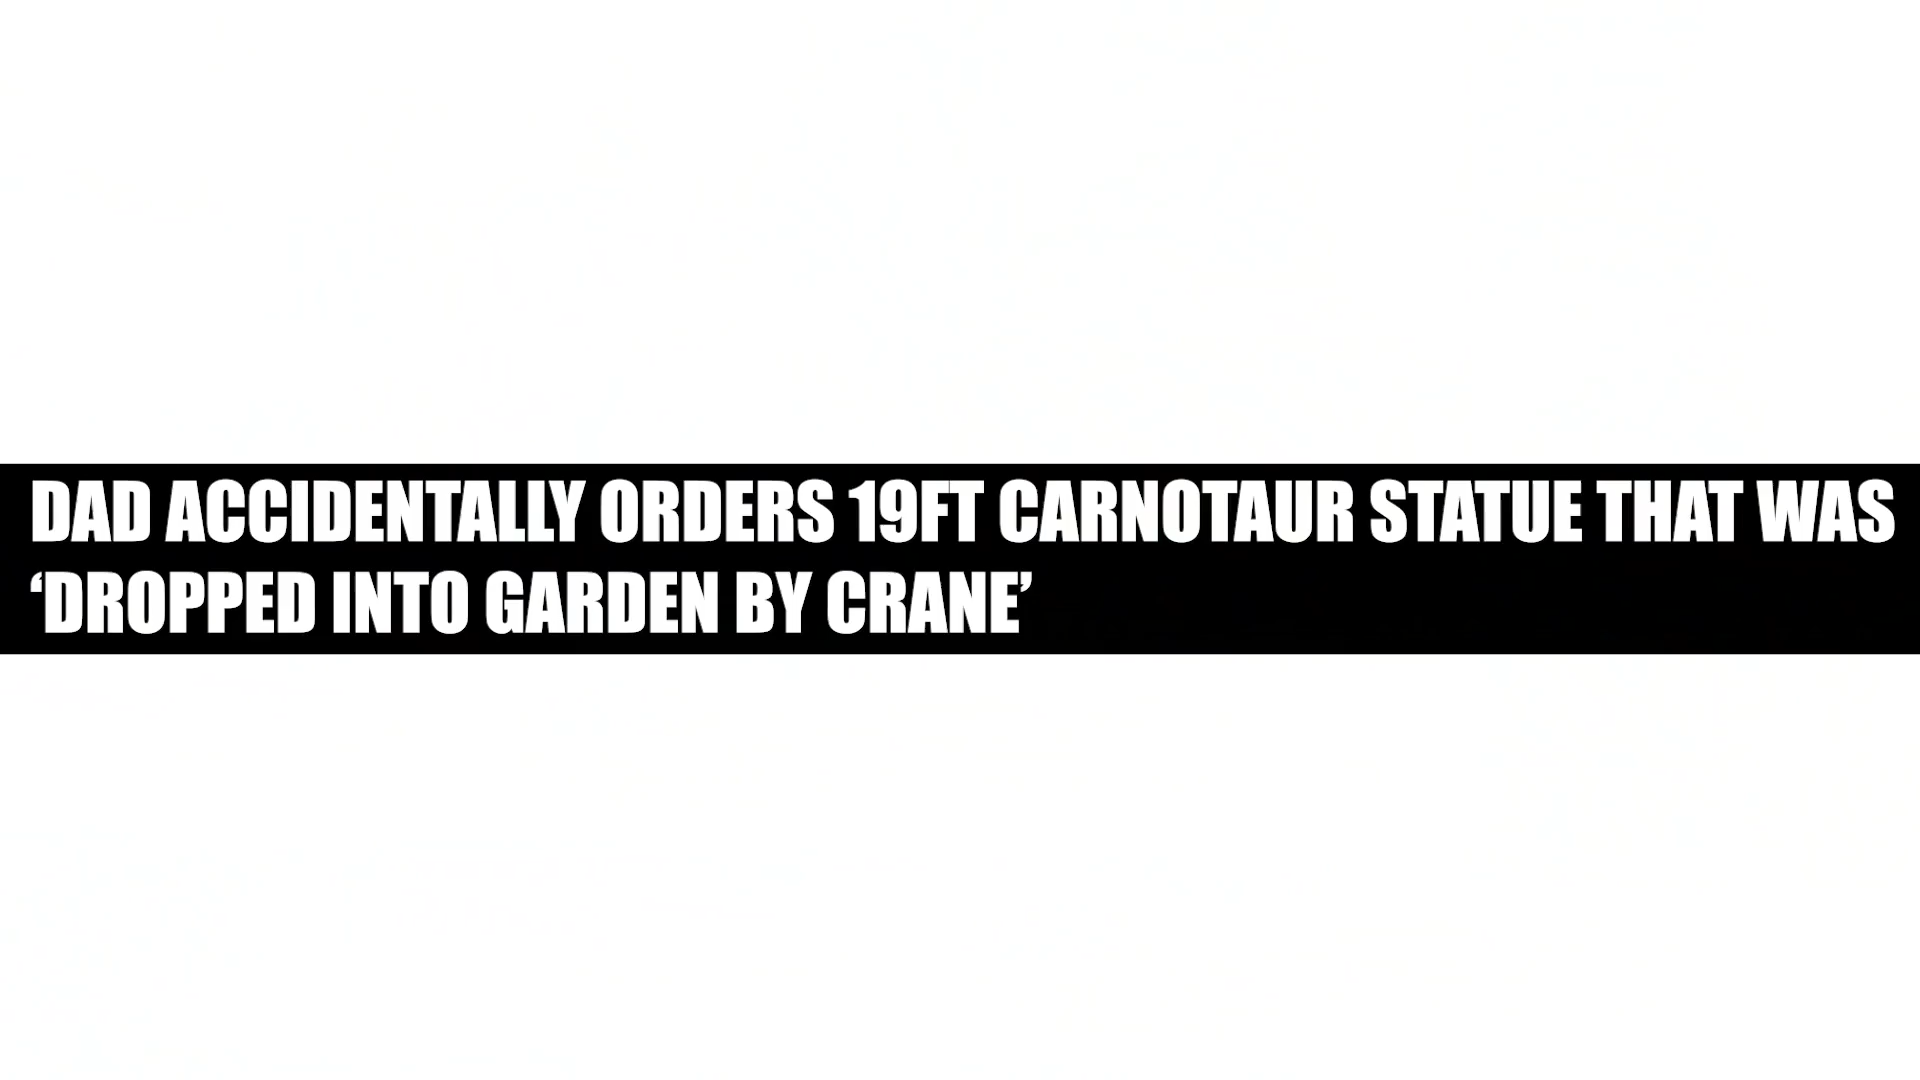 DAD ACCIDENTALLY ORDERS 19FT CARNOTAUR STATUE THAT WAS
‘DROPPED INTO GARDEN BY CRANE’